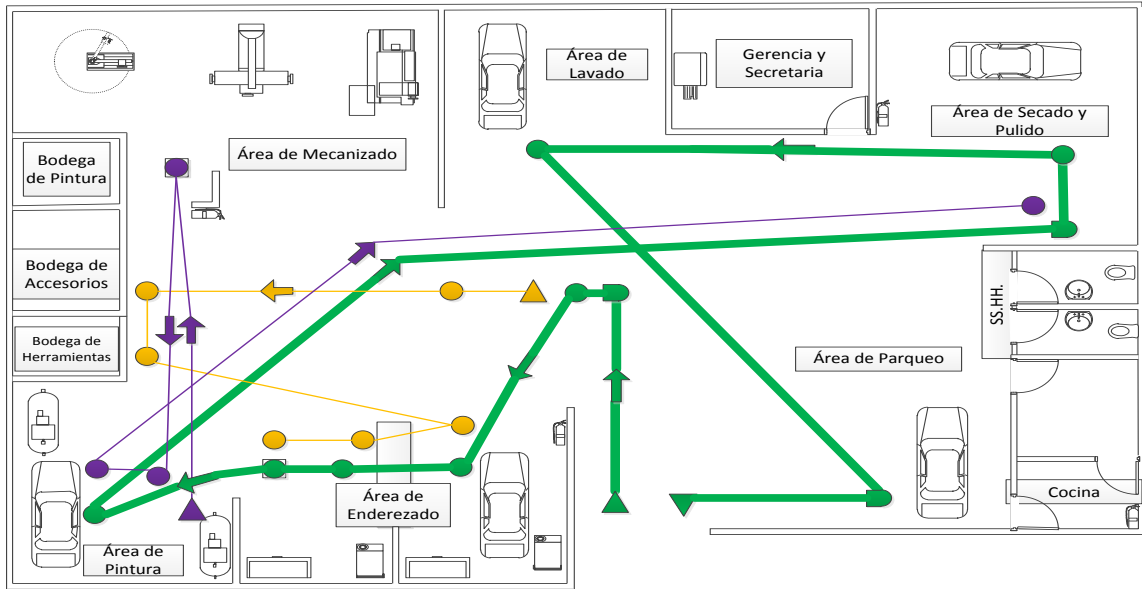 Área de
Lavado
Gerencia y
Secretaria
Área de Secado y
Pulido
Área de Mecanizado
Bodega
de Pintura
Bodega de
Accesorios
Bodega de
Herramientas
SS.HH.
Área de Parqueo
Cocina
Área de
Enderezado
Área de
Pintura